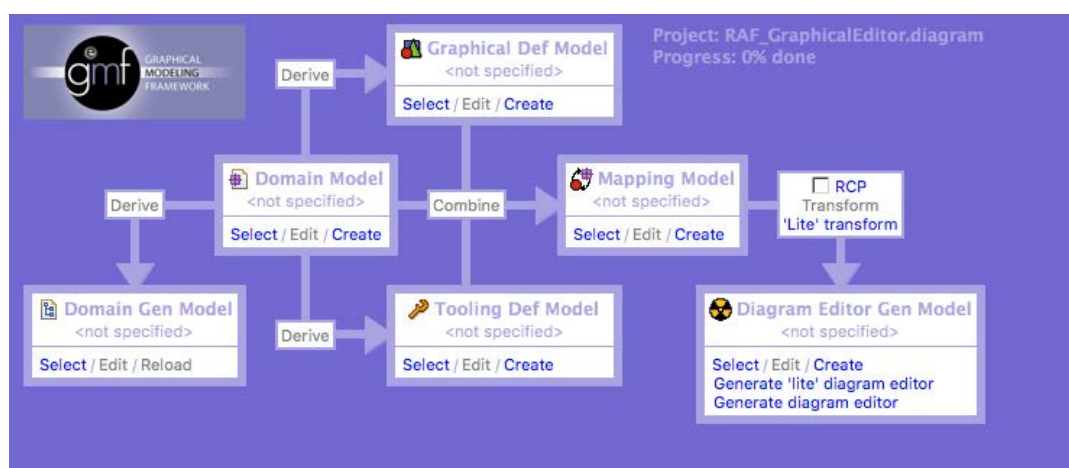 e
gmf
GRAPHICAL
MODELING
FRAMEWORK
Derive
Graphical Def Model
<not specified>
Select / Edit / Create
Project: RAF_GraphicalEditor.diagram
Progress: 0% done
Derive
Domain Model
<not specified>
Select / Edit / Create
Combine
Mapping Model
<not specified>
Select / Edit / Create
RCP
Transform
'Lite' transform
Domain Gen Model
<not specified>
Select / Edit / Reload
Derive
Tooling Def Model
<not specified>
Select / Edit / Create
Diagram Editor Gen Model
<not specified>
Select / Edit / Create
Generate 'lite' diagram editor
Generate diagram editor